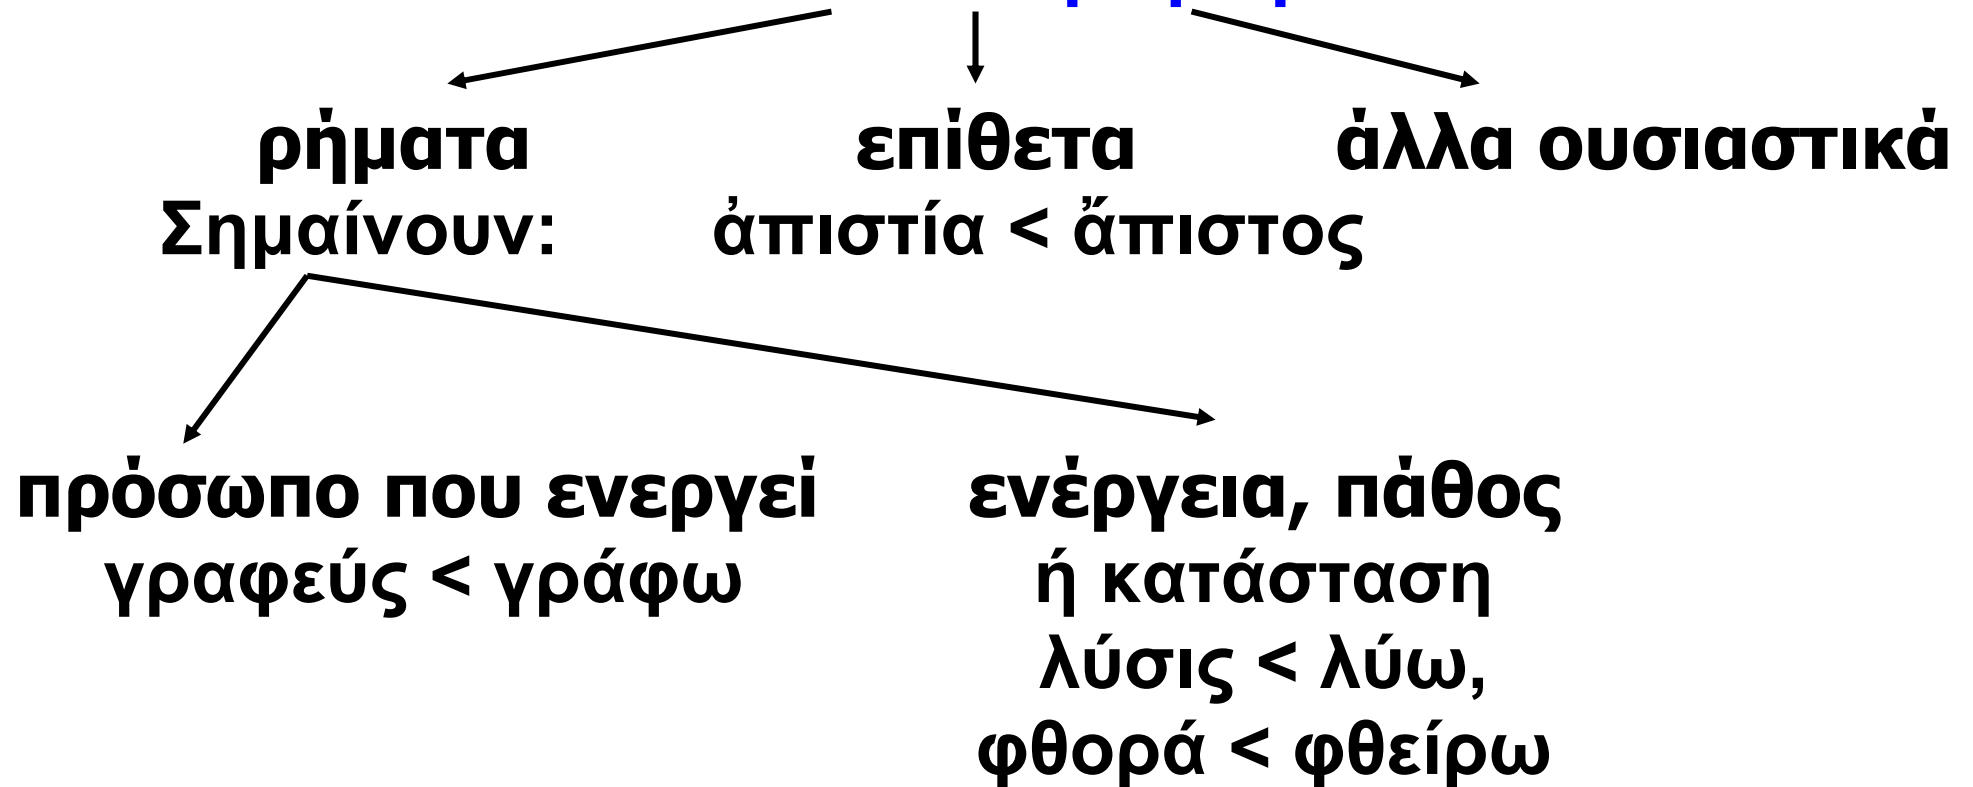 ρήματα επίθετα άλλα ουσιαστικά
Σημαίνουν: ἀπιστία < ἄπιστος
πρόσωπο που ενεργεί ενέργεια, πάθος
γραφεύς < γράφω ή κατάσταση
λύσις < λύω,
φθορά < φθείρω